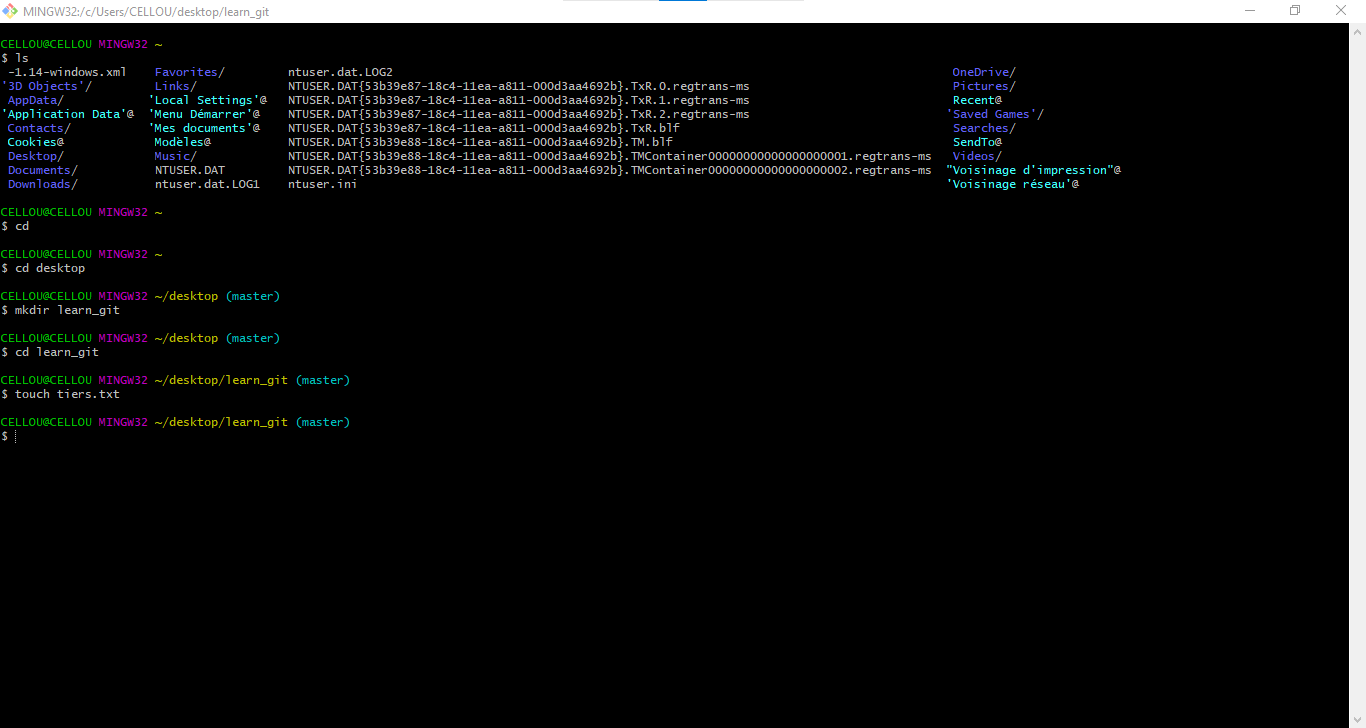 MINGW32:/c/Users/CELLOU/desktop/learn_git
CELLOU@CELLOU MINGW32 ~
$ ls
-1.14-windows.xml Favorites/ ntuser.dat.LOG2 OneDrive/
'3D Objects'/ Links/ NTUSER.DAT{53b39e87-18c4-11ea-a811-000d3aa4692b}.TxR.0.regtrans-ms Pictures/
AppData/ 'Local Settings'@ NTUSER.DAT{53b39e87-18c4-11ea-a811-000d3aa4692b}.TxR.1.regtrans-ms Recent@
'Application Data'@ 'Menu Démarrer'@ NTUSER.DAT{53b39e87-18c4-11ea-a811-000d3aa4692b}.TxR.2.regtrans-ms 'Saved Games'/
Contacts/ 'Mes documents'@ NTUSER.DAT{53b39e87-18c4-11ea-a811-000d3aa4692b}.TxR.blf Searches/
Cookies@ Modèles@ NTUSER.DAT{53b39e88-18c4-11ea-a811-000d3aa4692b}.TM.blf SendTo@
Desktop/ Music/ NTUSER.DAT{53b39e88-18c4-11ea-a811-000d3aa4692b}.TMContainer00000000000000000001.regtrans-ms Videos/
Documents/ NTUSER.DAT NTUSER.DAT{53b39e88-18c4-11ea-a811-000d3aa4692b}.TMContainer00000000000000000002.regtrans-ms "Voisinage d'impression"@
Downloads/ ntuser.dat.LOG1 ntuser.ini 'Voisinage réseau'@
CELLOU@CELLOU MINGW32 ~
$ cd
CELLOU@CELLOU MINGW32 ~
$ cd desktop
CELLOU@CELLOU MINGW32 ~/desktop (master)
$ mkdir learn_git
CELLOU@CELLOU MINGW32 ~/desktop (master)
$ cd learn_git
CELLOU@CELLOU MINGW32 ~/desktop/learn_git (master)
$ touch tiers.txt
CELLOU@CELLOU MINGW32 ~/desktop/learn_git (master)
$